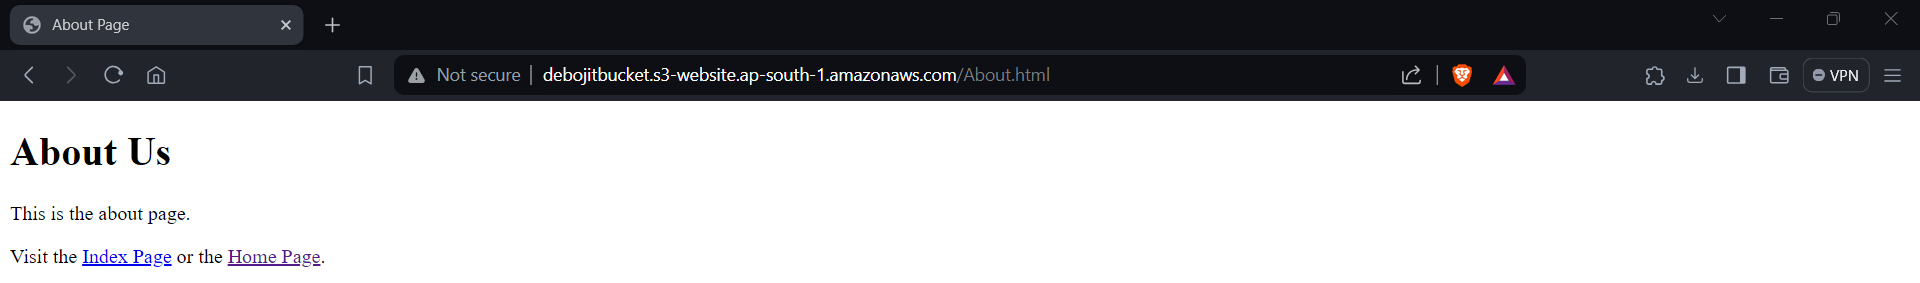 About Page
Not secure debojitbucket.s3-website.ap-south-1.amazonaws.com/About.html
VPN
About Us
This is the about page.
Visit the Index Page or the Home Page.